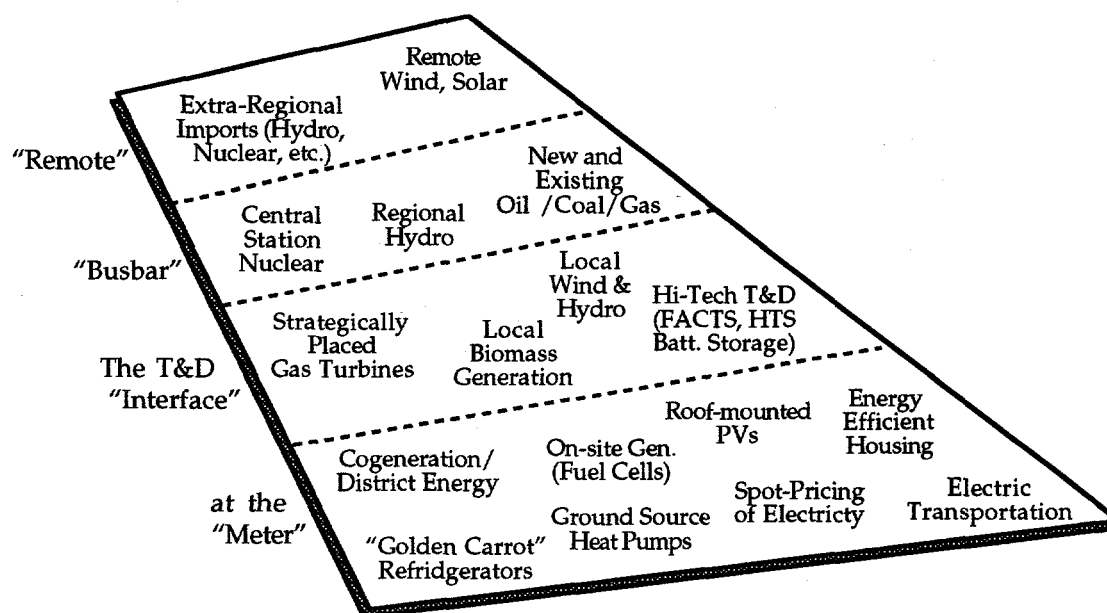 Remote
Wind, Solar
Extra-Regional
Imports (Hydro,
Nuclear, etc.)
"Remote"
New and
Existing
Oil /Coal/Gas
Central
Station
Nuclear
Regional
Hydro
"Busbar"
Local
Wind &
Hydro
Hi-Tech T&D
(FACTS, HTS
Batt. Storage)
Strategically
Placed
Gas Turbines
Local
Biomass
Generation
The T&D
"Interface"
Energy
Efficient
Housing
Roof-mounted
PVs
On-site Gen.
(Fuel Cells)
Cogeneration/
District Energy
at the
"Meter"
Electric
Transportation
Spot-Pricing
of Electricty
Ground Source
Heat Pumps
"Golden Carrot"
Refridgerators